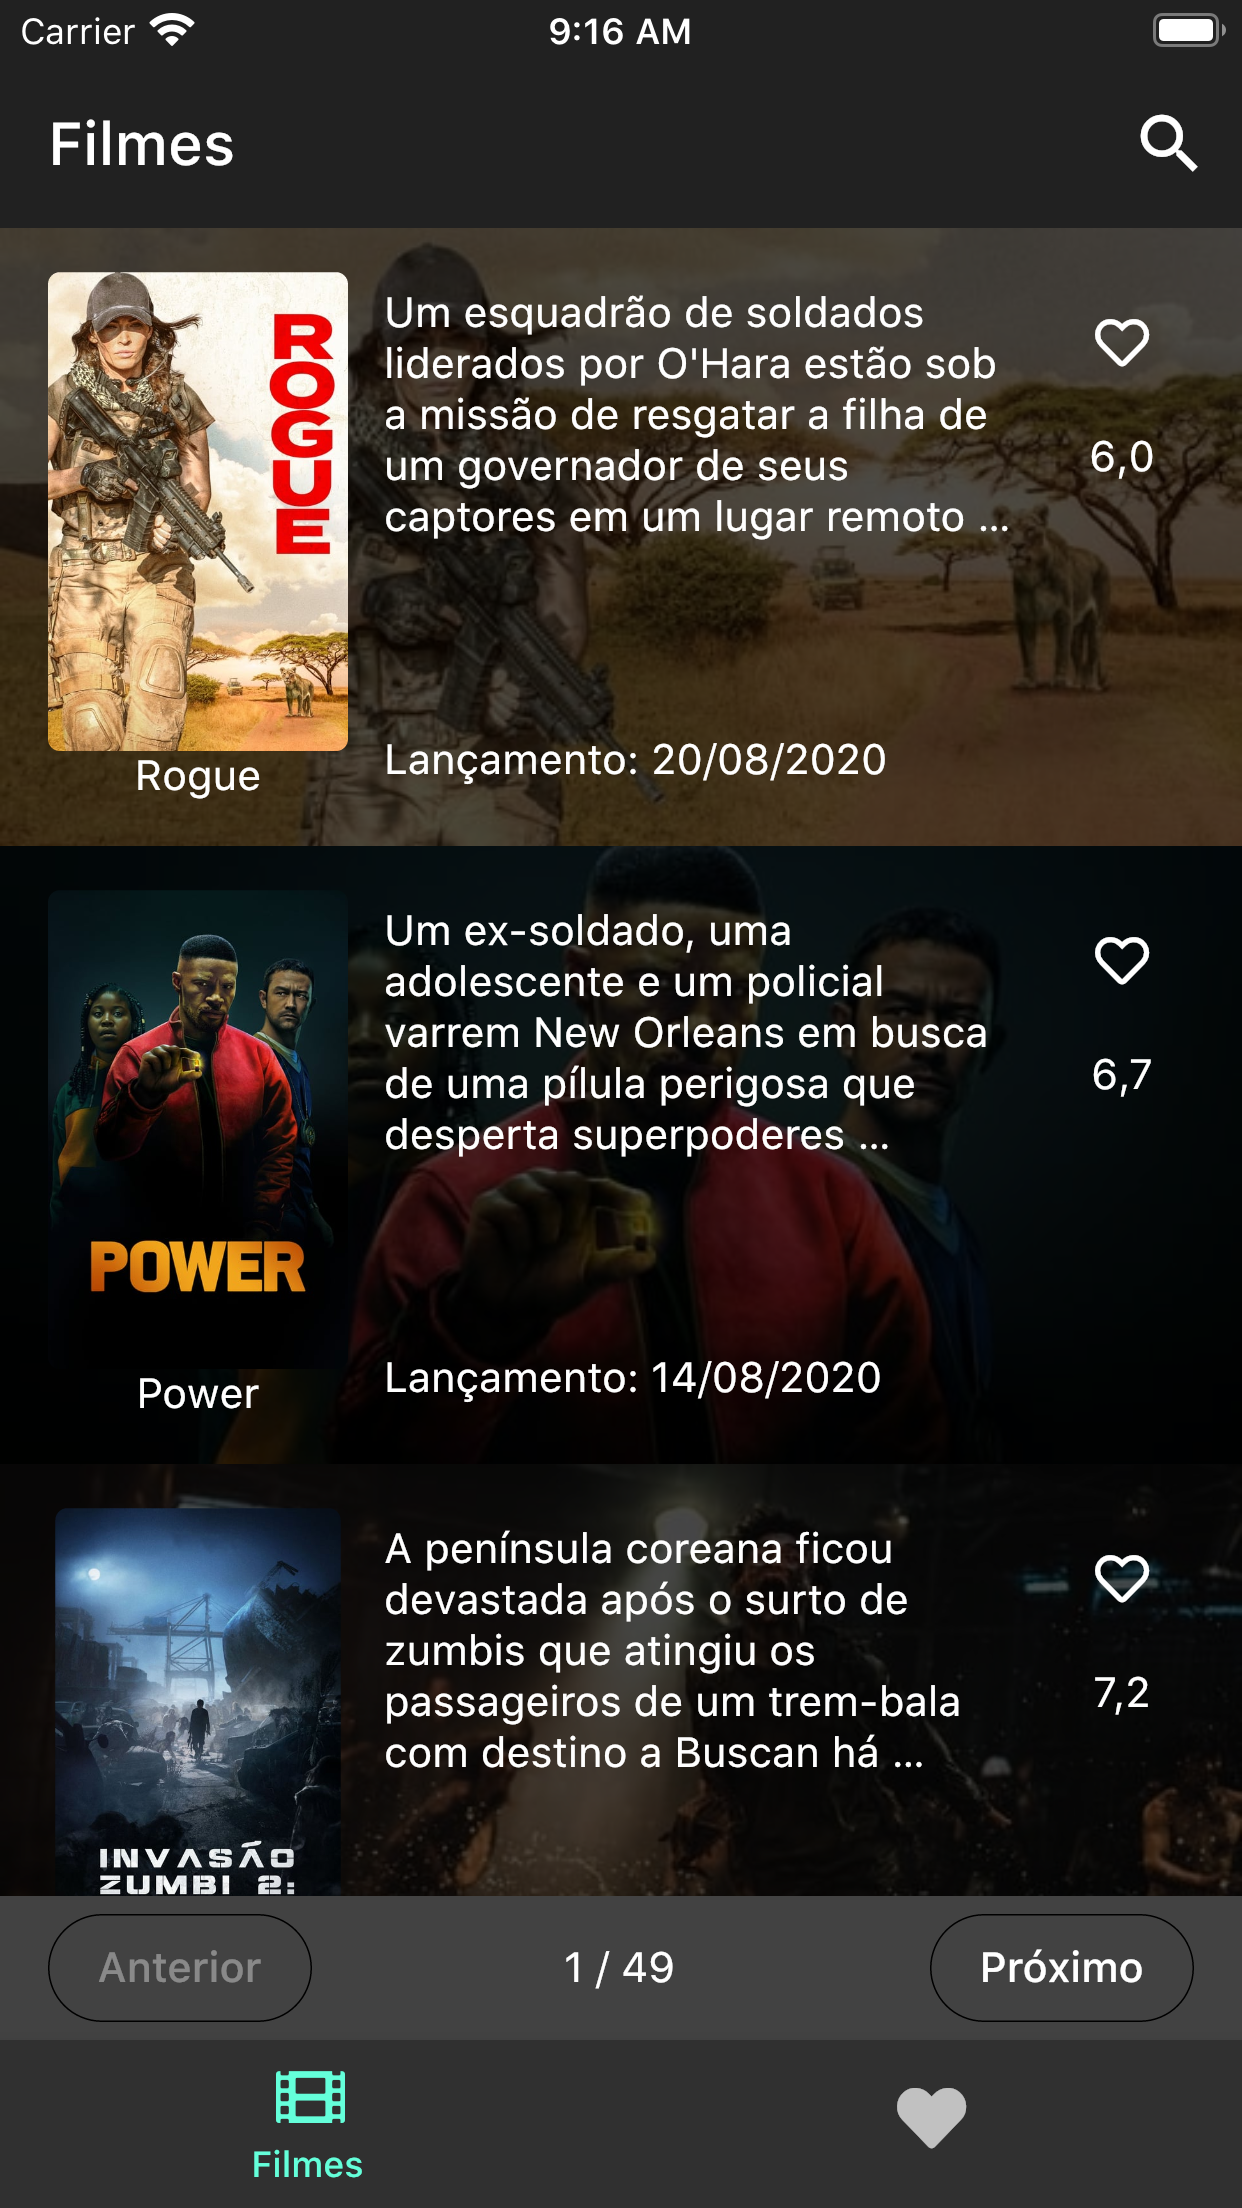 Carrier 9:16 AM
Filmes
ROGUE
Um esquadrão de soldados
liderados por O'Hara estão sob
a missão de resgatar a filha de
um governador de seus
captores em um lugar remoto ...
6,0
Lançamento: 20/08/2020
Rogue
POWER
Um ex-soldado, uma
adolescente e um policial
varrem New Orleans em busca
de uma pílula perigosa que
desperta superpoderes ...
6,7
Lançamento: 14/08/2020
Power
A península coreana ficou
devastada após o surto de
zumbis que atingiu os
passageiros de um trem-bala
com destino a Buscan há ...
7,2
INVASÃO
ZUMBI 2:
Anterior 1 / 49 Próximo
Filmes